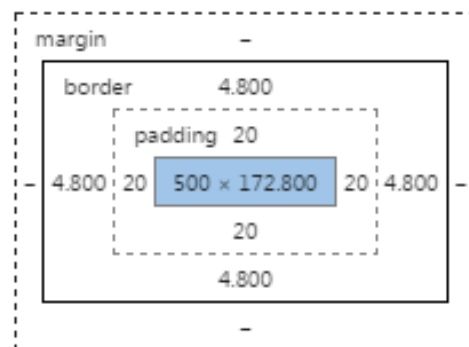 margin –
border 4.800
padding 20
– 4.800 20 500 × 172.800 20 4.800 –
20
4.800
–